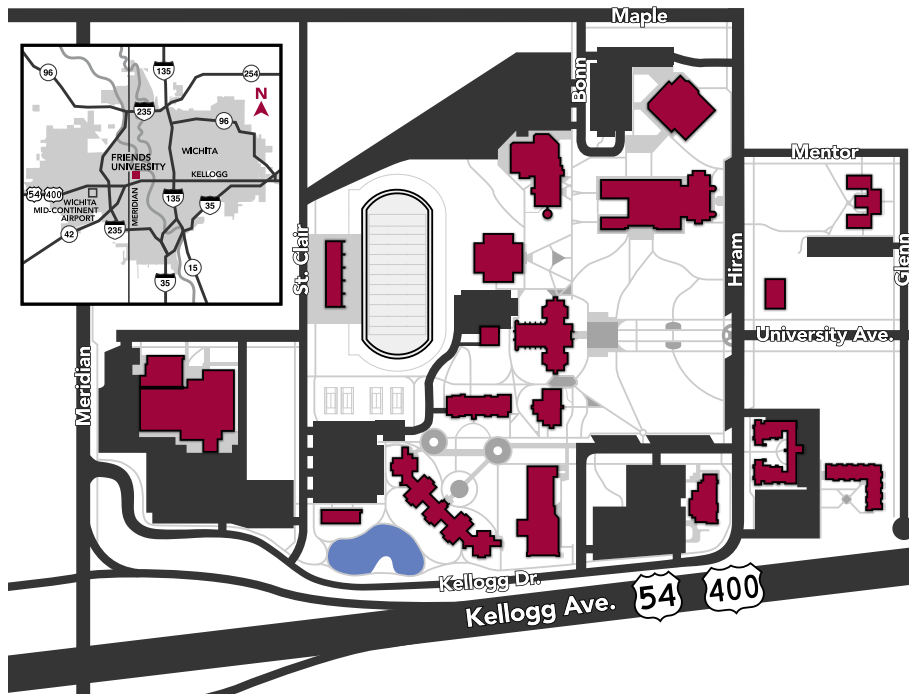 Maple
Bonn
Mentor
Hiram
Glenn
University Ave.
St. Clair
Meridian
Kellogg Dr.
Kellogg Ave.
54
400
96
135
254
N
235
96
FRIENDS
UNIVERSITY
WICHITA
KELLOGG
54
400
WICHITA
MID-CONTINENT
AIRPORT
MERIDIAN
135
35
42
235
15
35